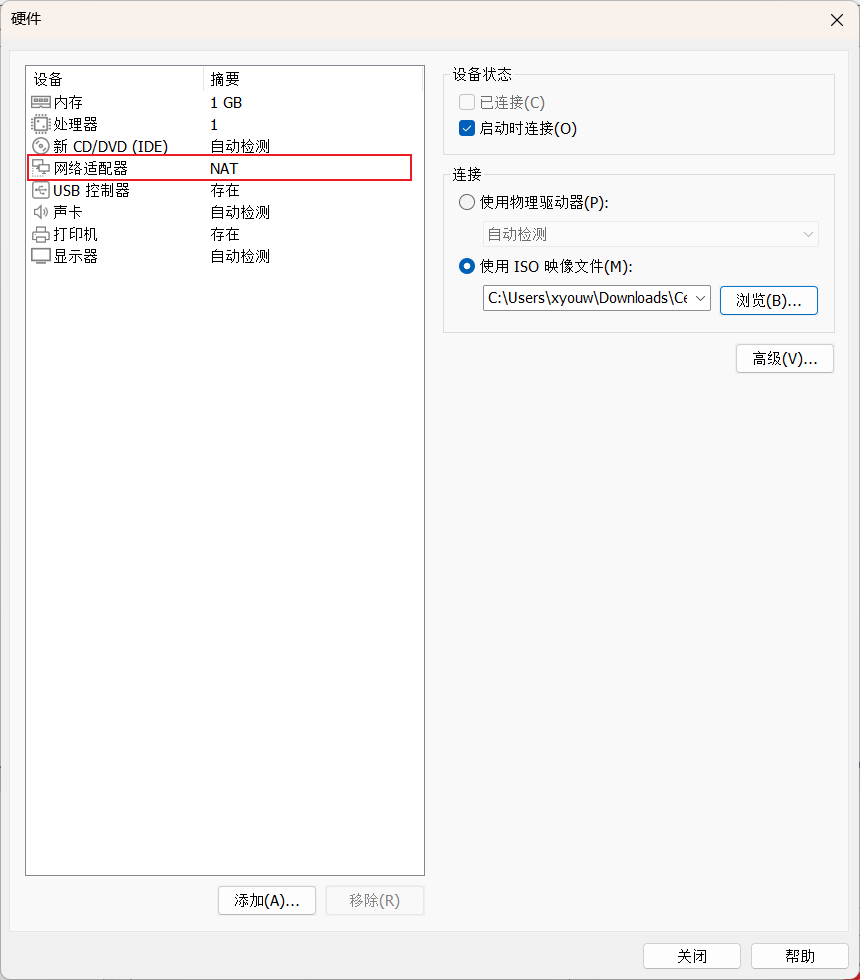 硬件
设备 摘要
内存 1 GB
处理器 1
新 CD/DVD (IDE) 自动检测
网络适配器 NAT
USB 控制器 存在
声卡 自动检测
打印机 存在
显示器 自动检测
添加(A)... 移除(R)
设备状态
已连接(C)
启动时连接(O)
连接
使用物理驱动器(P):
自动检测
使用 ISO 映像文件(M):
C:\Users\xyouw\Downloads\Ce 浏览(B)...
高级(V)...
关闭 帮助